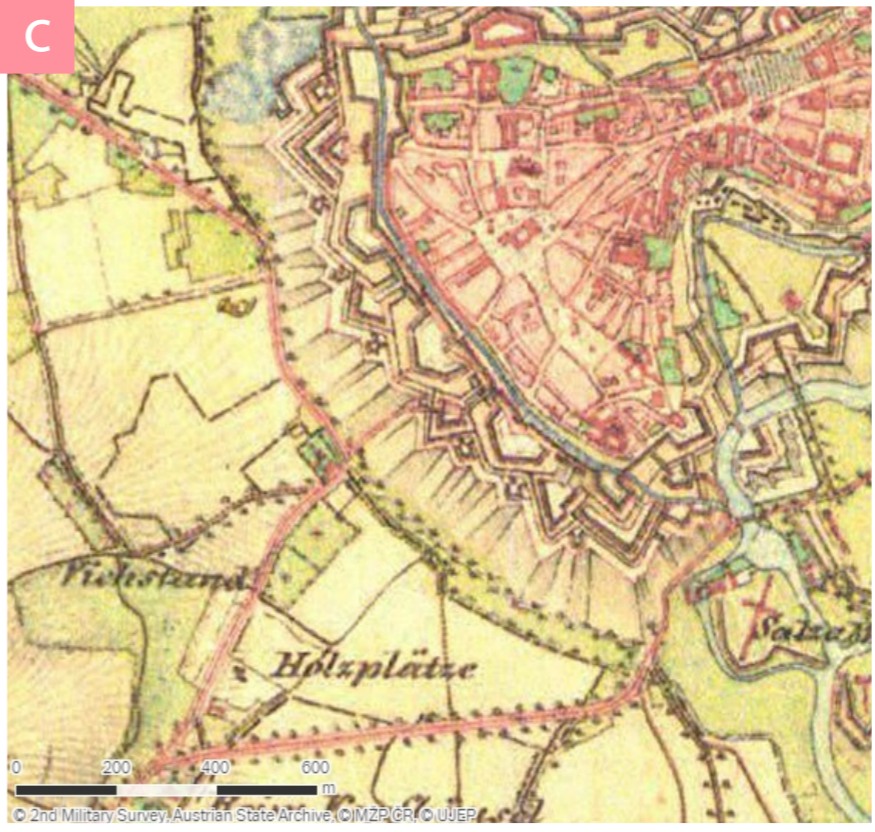 C
Viehstand
Holzplätze
0 200 400 600
m
© 2nd Military Survey, Austrian State Archive, © MŽP ČR, © UJEP